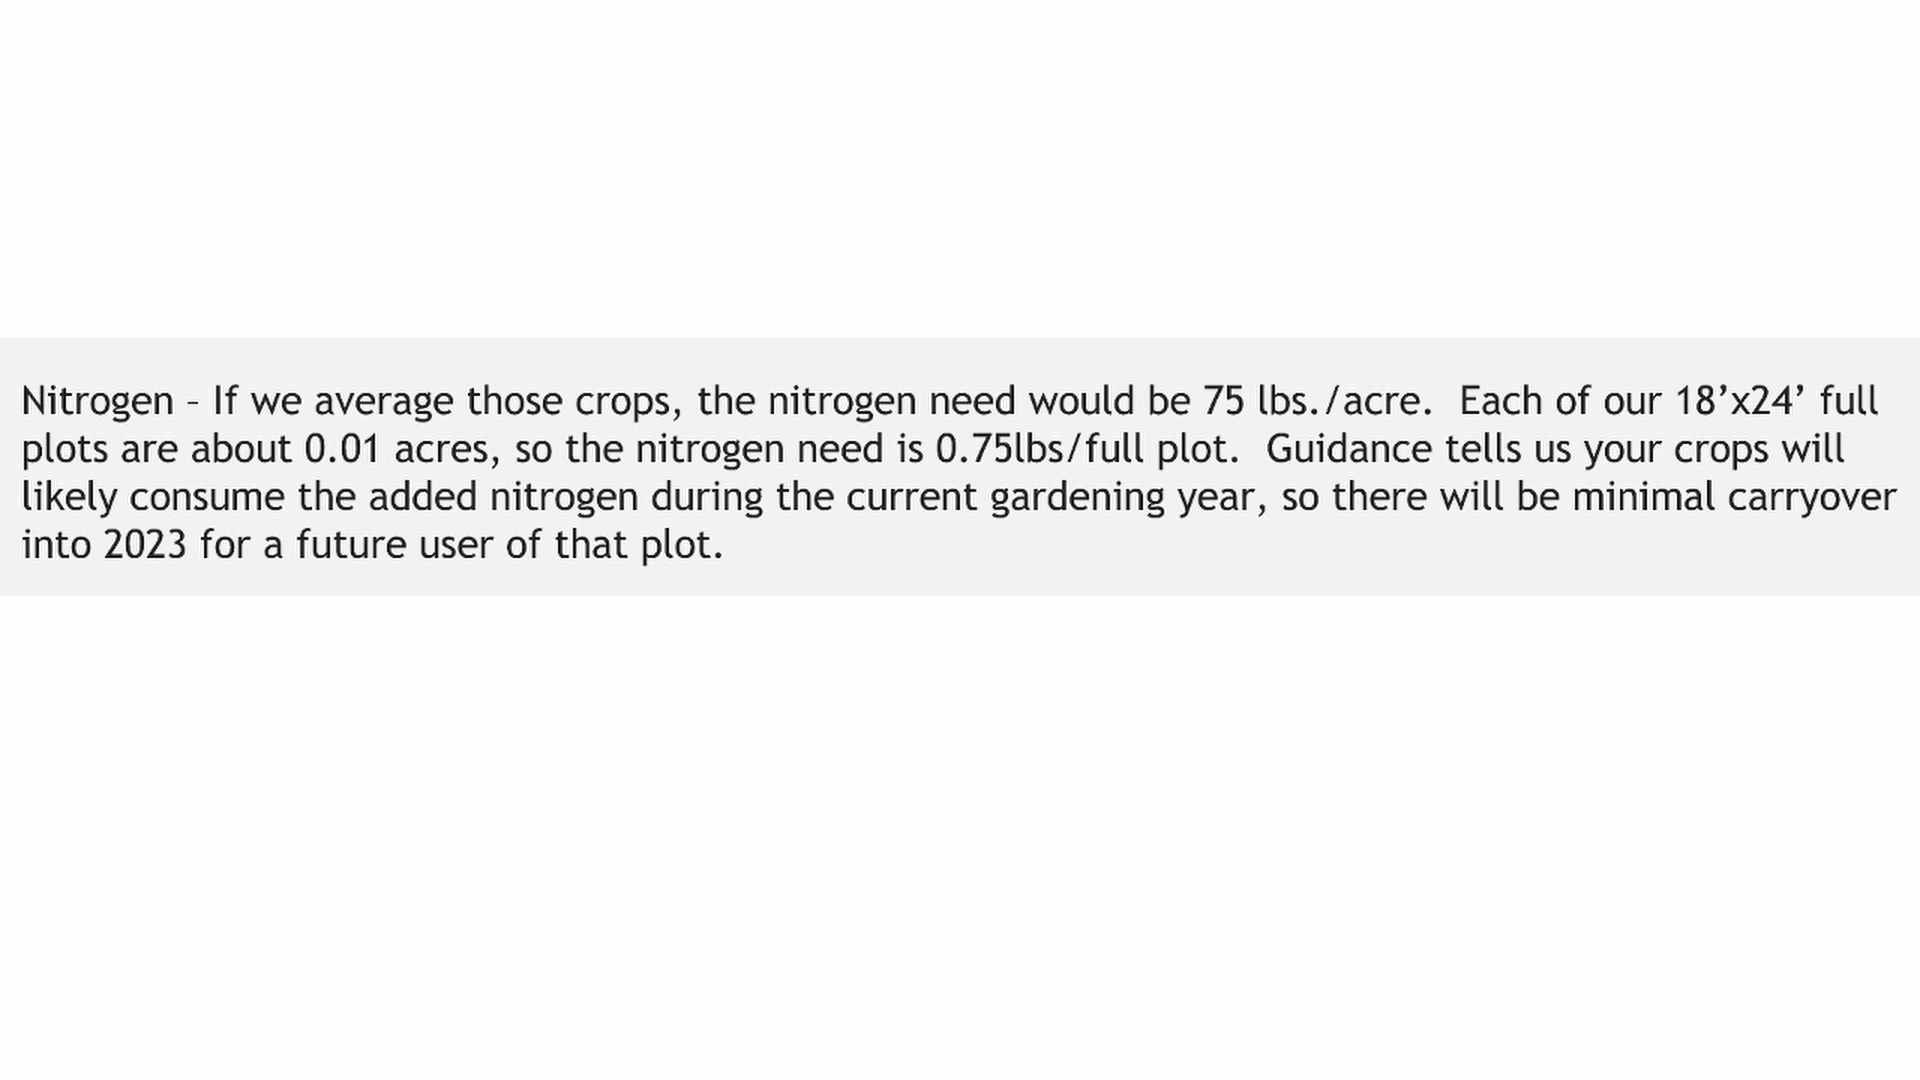 Nitrogen – If we average those crops, the nitrogen need would be 75 lbs./acre.  Each of our 18’x24’ full
plots are about 0.01 acres, so the nitrogen need is 0.75lbs/full plot.  Guidance tells us your crops will
likely consume the added nitrogen during the current gardening year, so there will be minimal carryover
into 2023 for a future user of that plot.